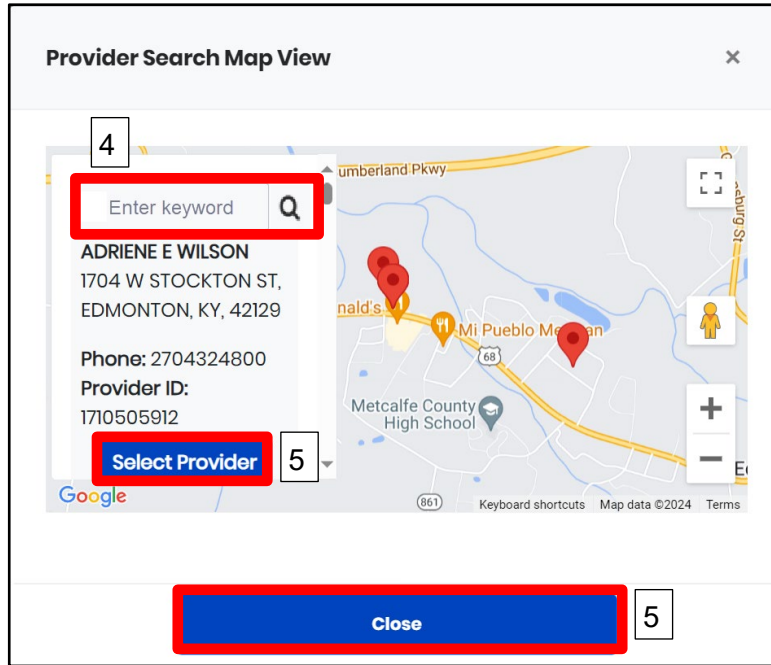 Provider Search Map View
×
4
Enter keyword
ADRIENE E WILSON
1704 W STOCKTON ST,
EDMONTON, KY, 42129
Phone: 2704324800
Provider ID:
1710505912
Select Provider
5
Google
umberland Pkwy
sburg St
nald's
Mi Pueblo Me an
68
Metcalfe County
High School
861
+
−
Keyboard shortcuts Map data ©2024 Terms
Close
5